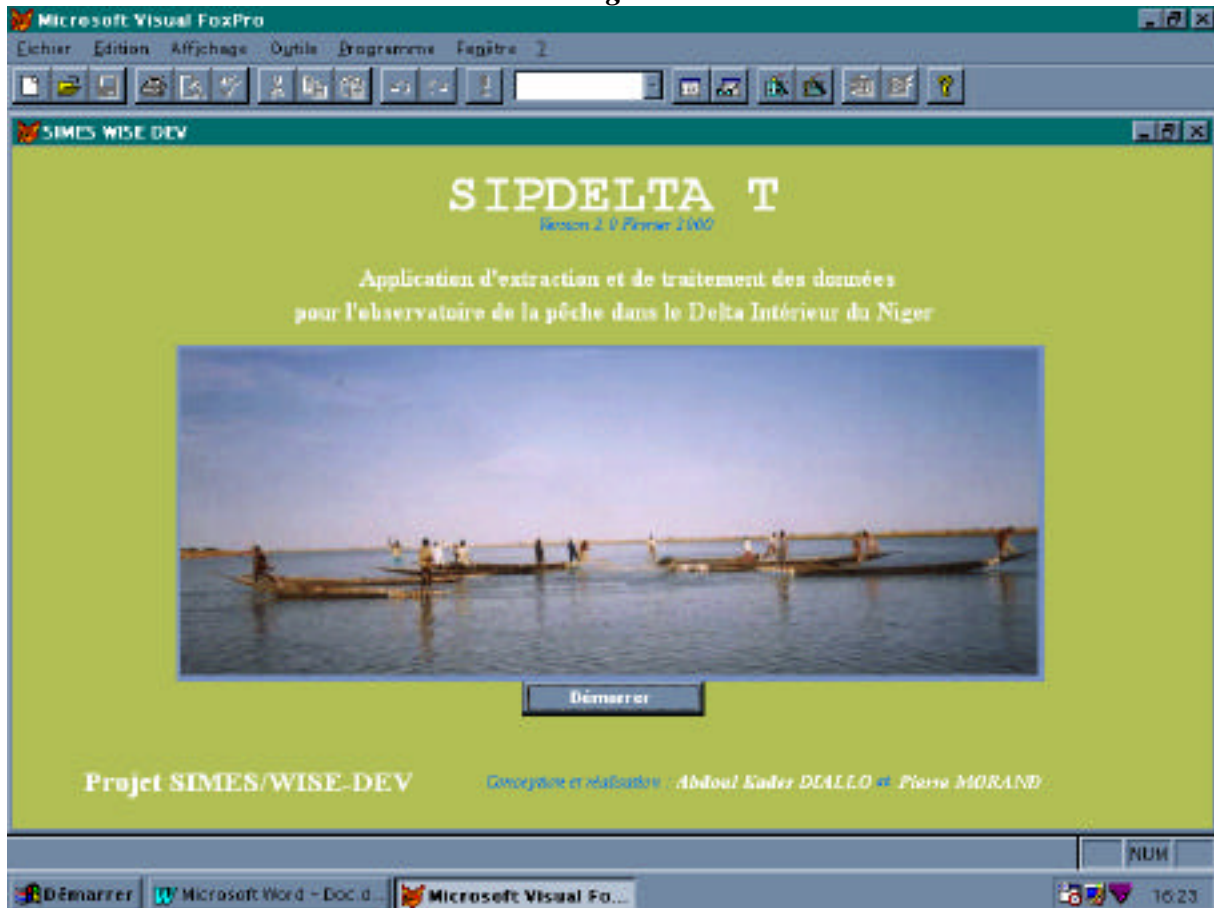 Microsoft Visual FoxPro
Fichier Edition Affichage Outils Programme Fenêtre ?
SIMES WISE DEV
SIPDELTA T
Version 2.0 Février 2000
Application d'extraction et de traitement des données
pour l'observatoire de la pêche dans le Delta Intérieur du Niger
Démarrer
Projet SIMES/WISE-DEV
Conception et réalisation : Abdoul Kader DIALLO et Pierre MORAND
NUM
Démarrer Microsoft Word - Doc.d... Microsoft Visual Fo... 16:23